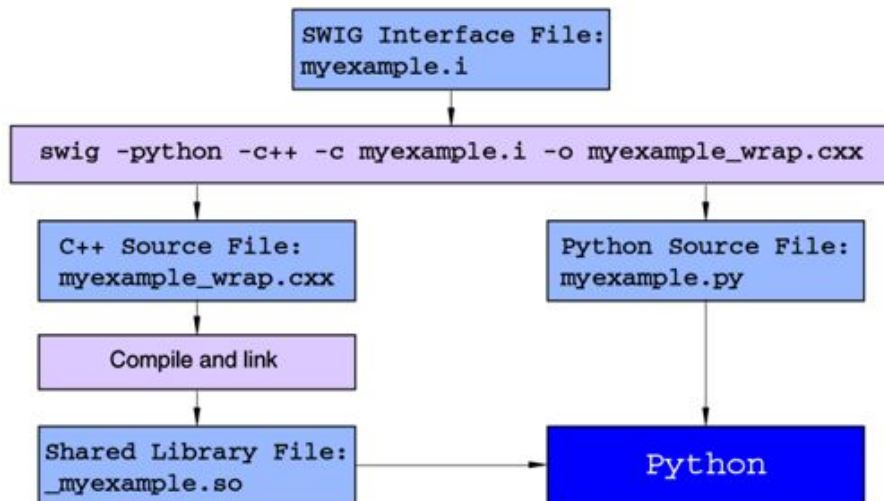 SWIG Interface File:
myexample.i
swig -python -c++ -c myexample.i -o myexample_wrap.cxx
C++ Source File:
myexample_wrap.cxx
Python Source File:
myexample.py
Compile and link
Shared Library File:
_myexample.so
Python